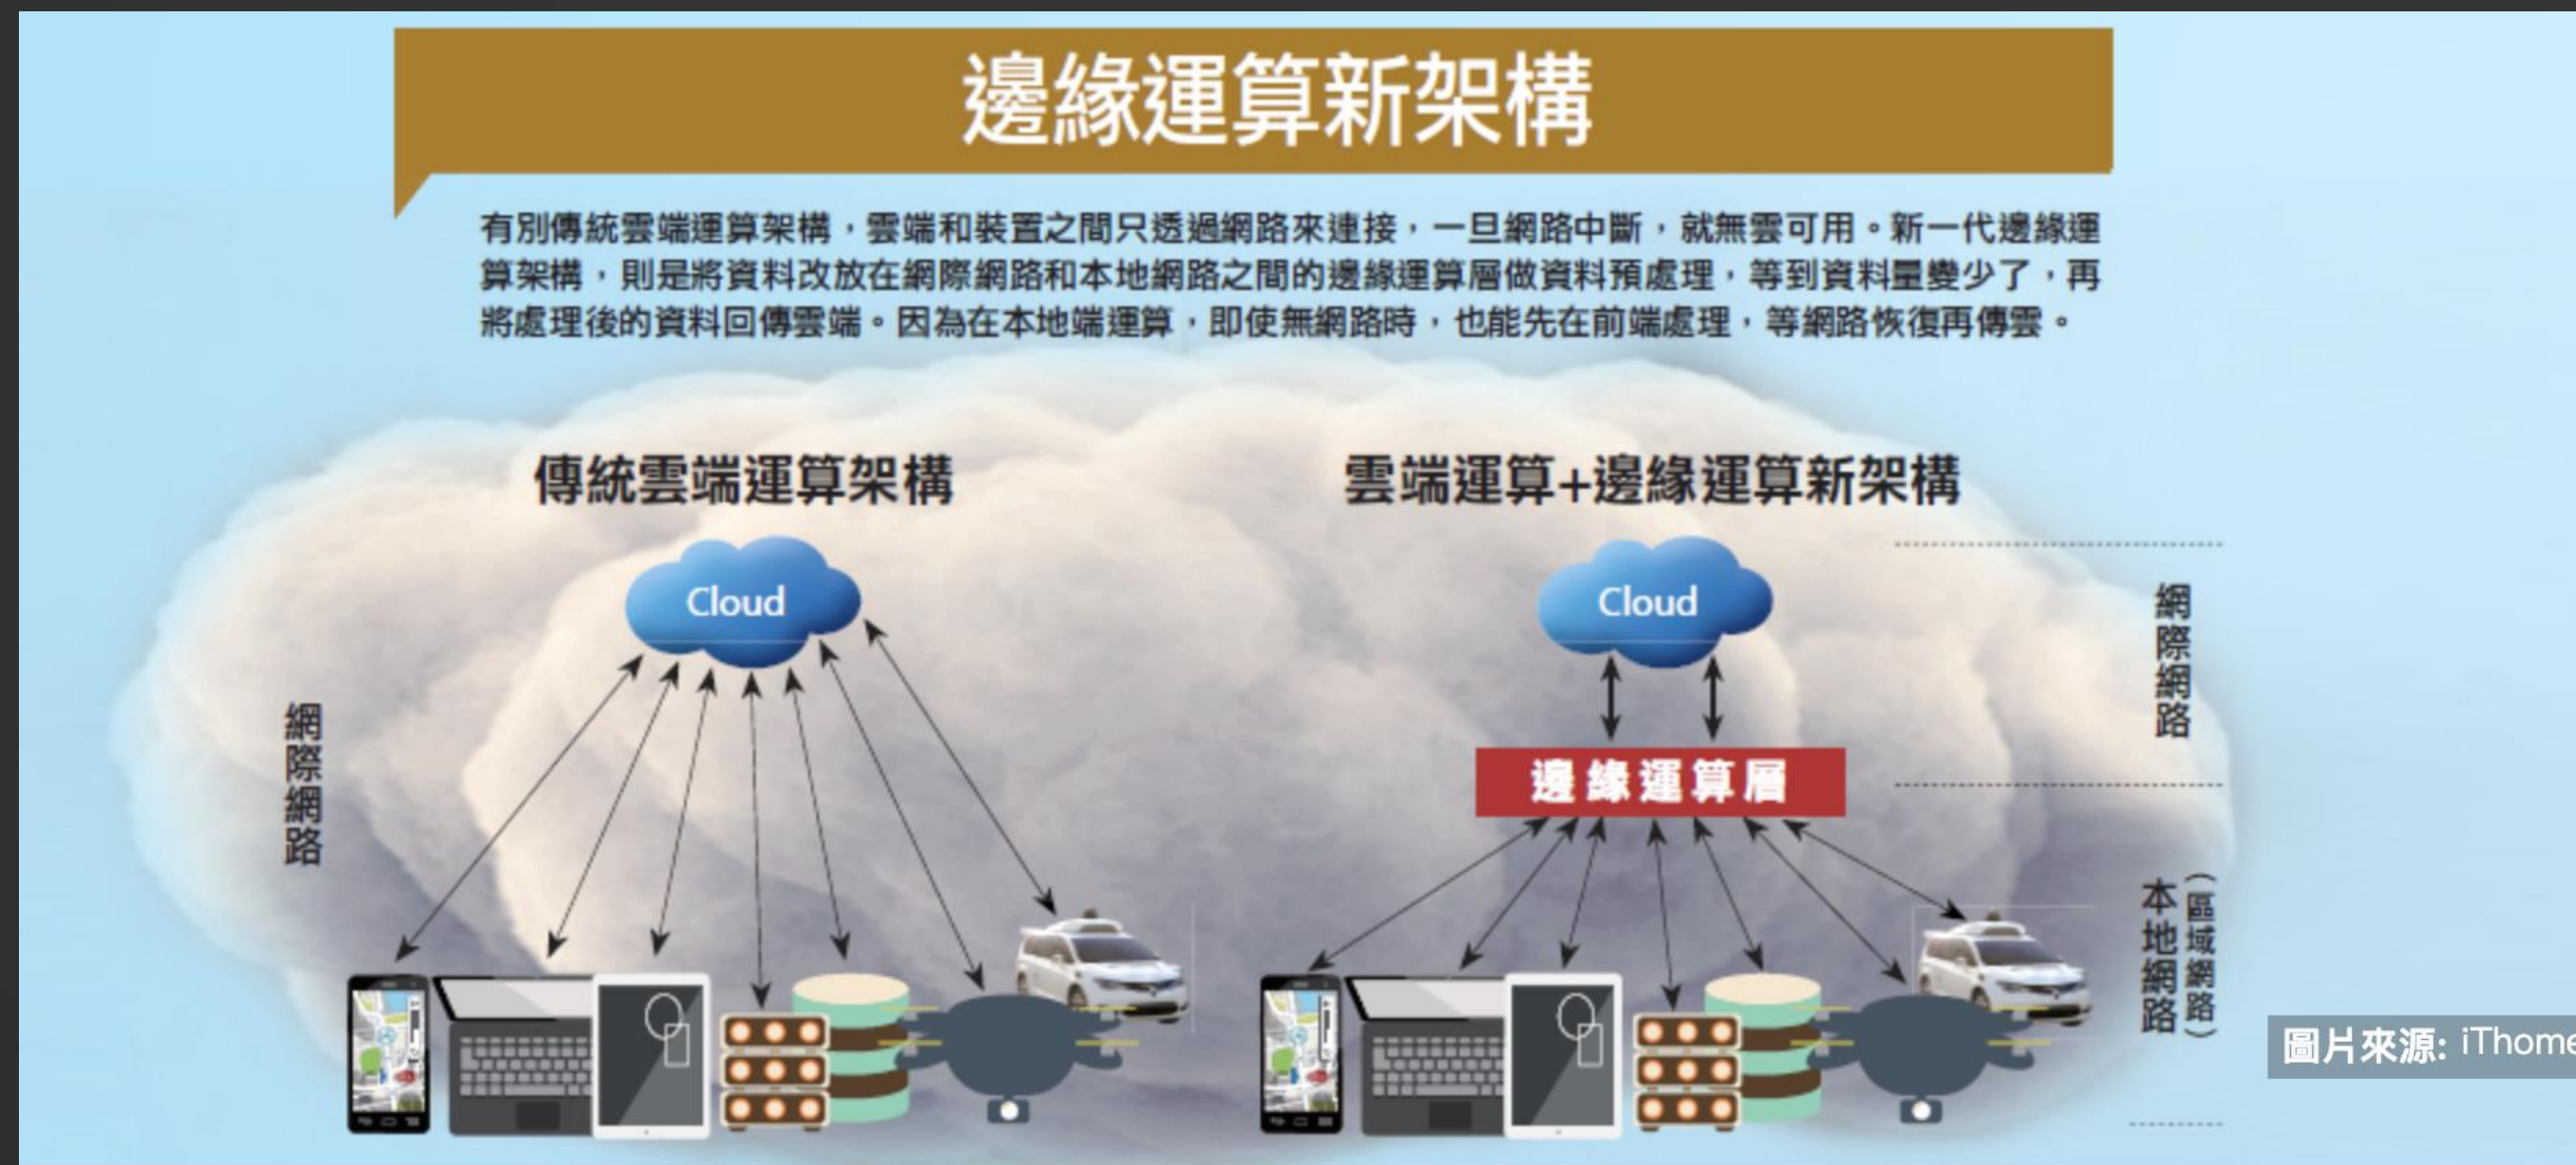 邊緣運算新架構
有別傳統雲端運算架構，雲端和裝置之間只透過網路來連接，一旦網路中斷，就無雲可用。新一代邊緣運
算架構，則是將資料改放在網際網路和本地網路之間的邊緣運算層做資料預處理，等到資料量變少了，再
將處理後的資料回傳雲端。因為在本地端運算，即使無網路時，也能先在前端處理，等網路恢復再傳雲。
傳統雲端運算架構
Cloud
網際網路
雲端運算+邊緣運算新架構
Cloud
網際網路
邊緣運算層
本地網路
（區域網路）
圖片來源: iThome